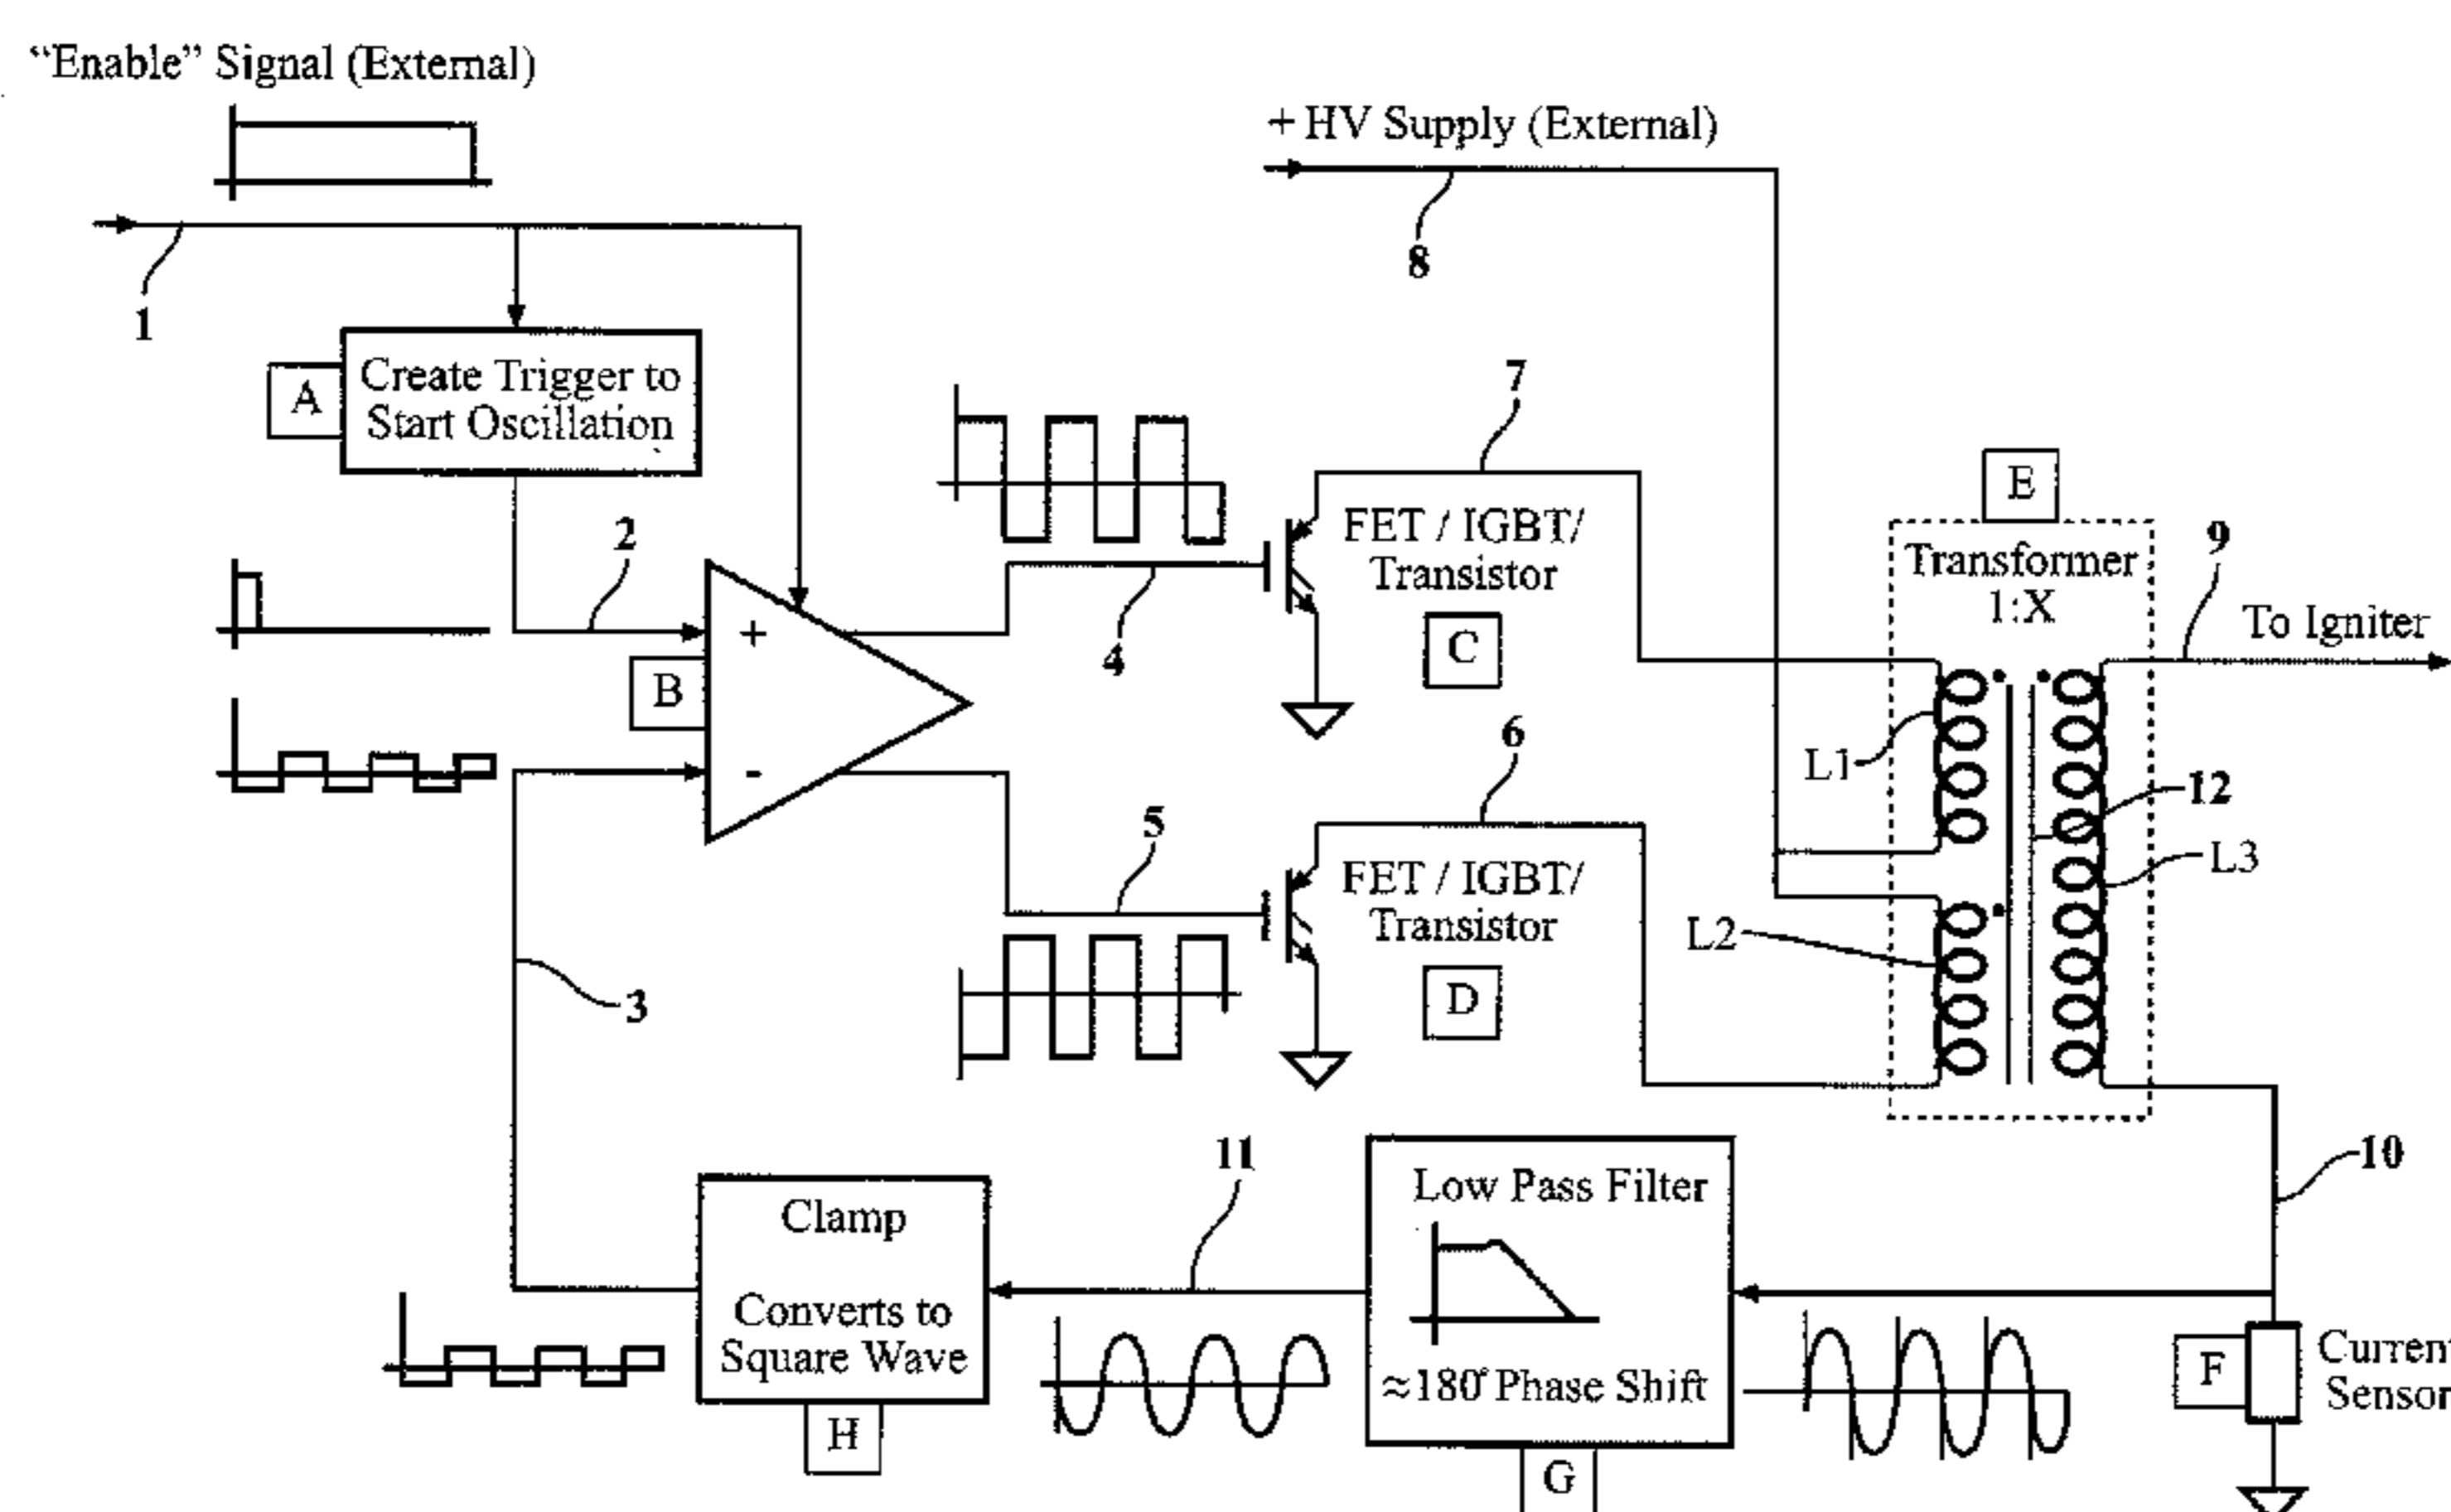 “Enable” Signal (External)
+ HV Supply (External)
1
8
A
Create Trigger to
Start Oscillation
2
B
+
-
3
4
5
7
FET / IGBT/
Transistor
C
6
FET / IGBT/
Transistor
D
E
Transformer
1:X
9
To Igniter
L1
12
L3
L2
10
11
Low Pass Filter
≈180° Phase Shift
G
Clamp
Converts to
Square Wave
H
F
Current
Sensor